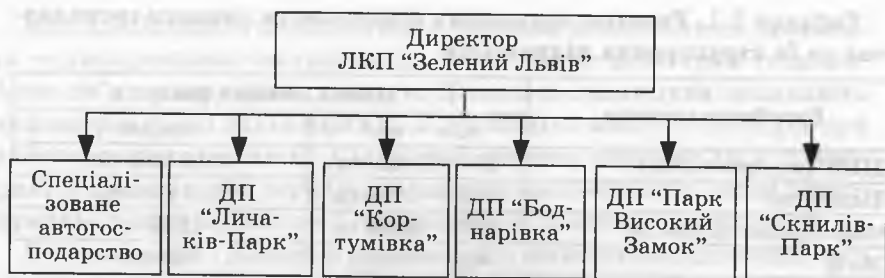 Директор
ЛКП “Зелений Львів”
Спеціалі-
зоване
автогос-
подарство
ДП
“Лича-
ків-Парк”
ДП
“Кор-
тумівка”
ДП “Бод-
нарівка”
ДП “Парк
Високий
Замок”
ДП
“Скнилів-
Парк”